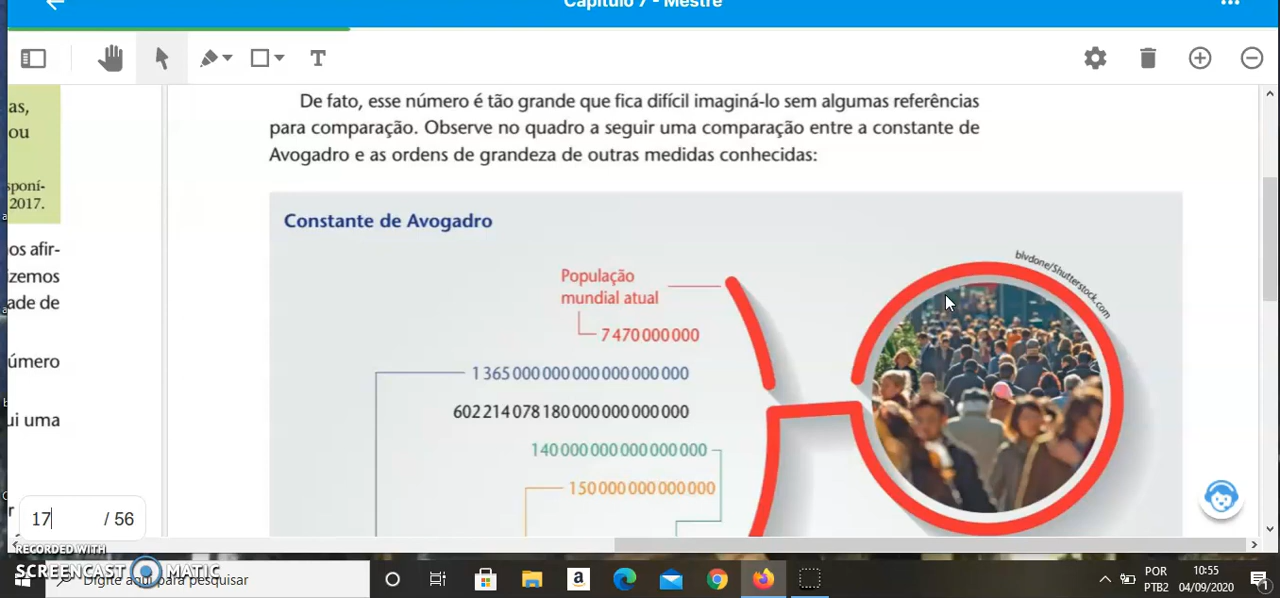 Capítulo 7 - Mestre
T
as,
ou
sponí-
2017.
os afir-
izemos
ade de
úmero
ui uma
De fato, esse número é tão grande que fica difícil imaginá-lo sem algumas referências
para comparação. Observe no quadro a seguir uma comparação entre a constante de
Avogadro e as ordens de grandeza de outras medidas conhecidas:
Constante de Avogadro
blvdone/Shutterstock.com
População
mundial atual
7 470 000 000
1 365 000 000 000 000 000 000
602 214 078 180 000 000 000 000
140 000 000 000 000 000
150 000 000 000 000
17 / 56
RECORDED WITH
SCREENCAST MATIC
Digite aqui para pesquisar
a
POR
PTB2
10:55
04/09/2020
1